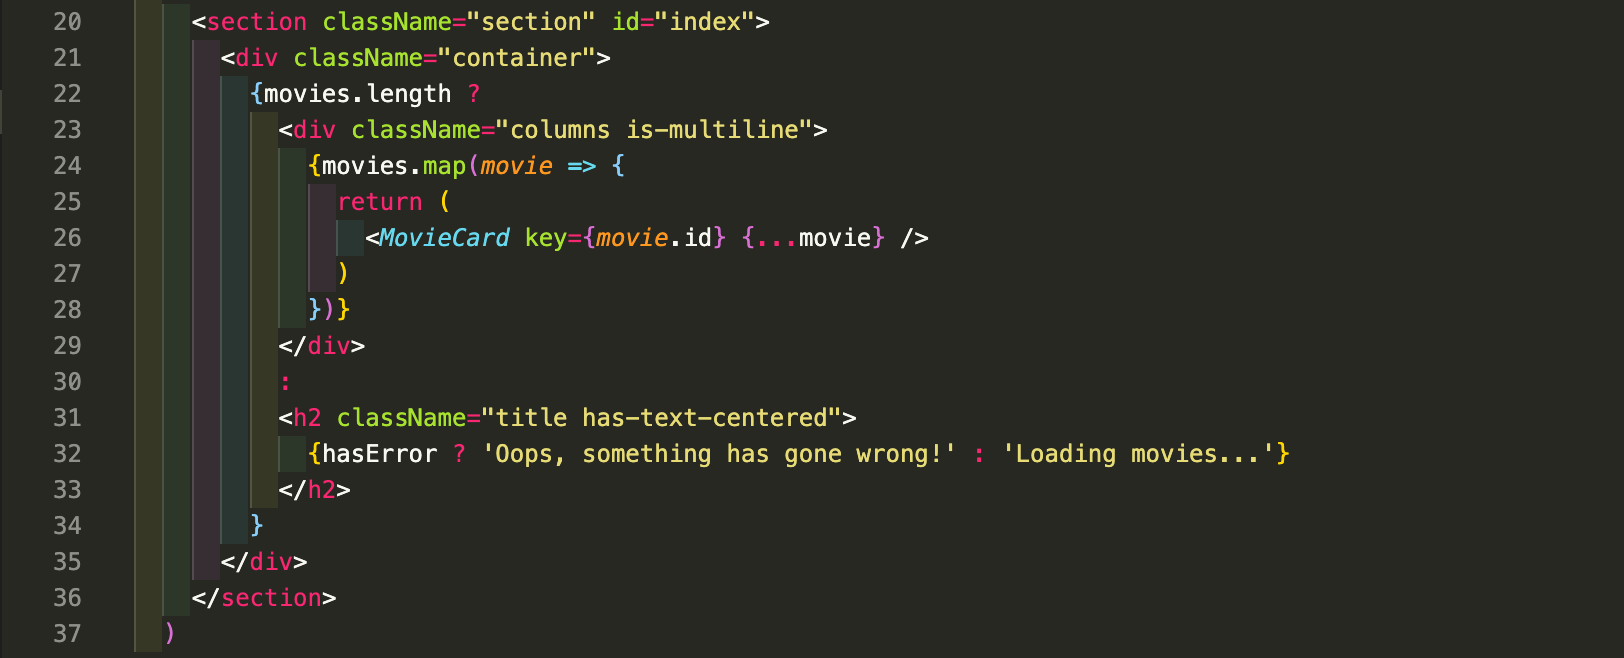 20 <section className="section" id="index">
21 <div className="container">
22 {movies.length ?
23 <div className="columns is-multiline">
24 {movies.map(movie => {
25 return (
26 <MovieCard key={movie.id} {...movie} />
27 )
28 })}
29 </div>
30 :
31 <h2 className="title has-text-centered">
32 {hasError ? 'Oops, something has gone wrong!' : 'Loading movies...'}
33 </h2>
34 }
35 </div>
36 </section>
37 )